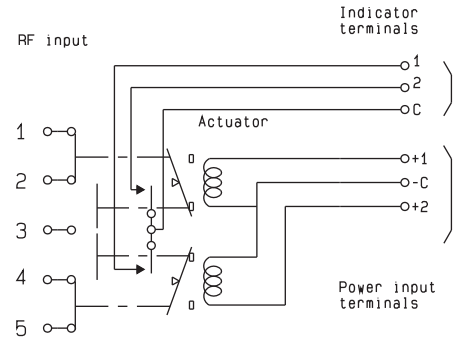 Indicator
terminals
RF input
1
2
C
Actuator
1
2
3
4
5
+1
-C
+2
Power input
terminals